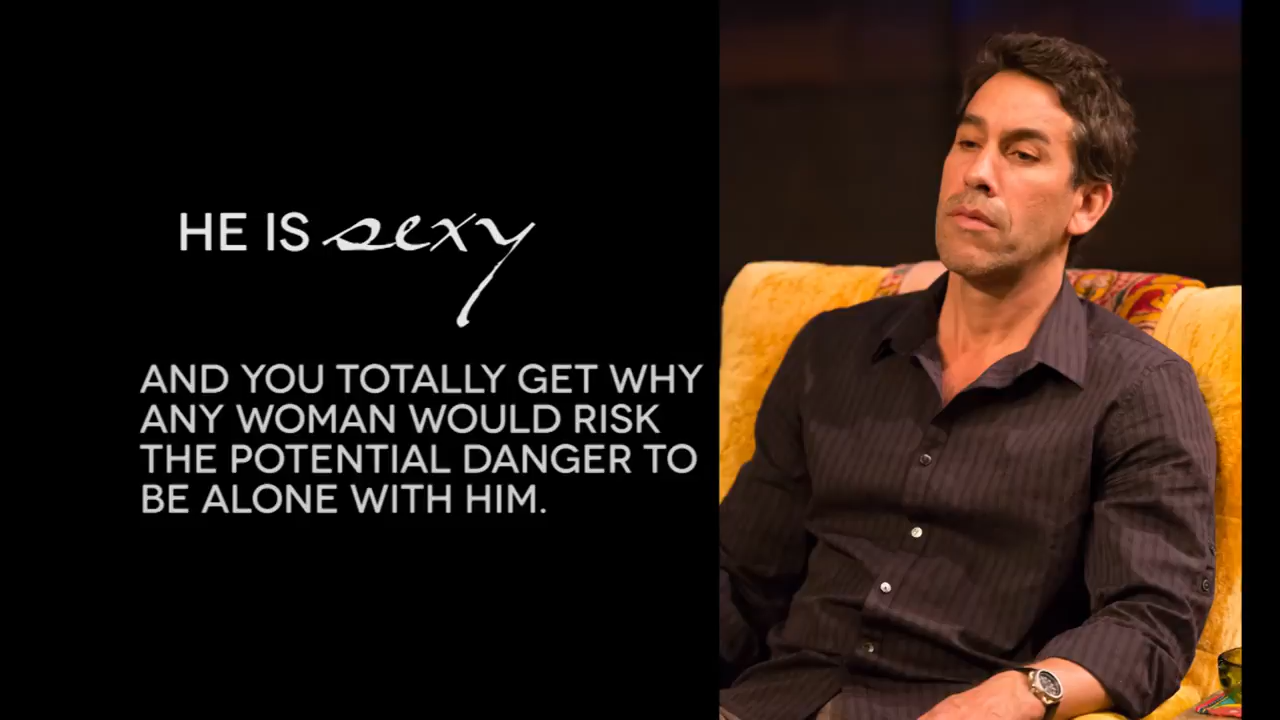 HE IS sexy
AND YOU TOTALLY GET WHY
ANY WOMAN WOULD RISK
THE POTENTIAL DANGER TO
BE ALONE WITH HIM.